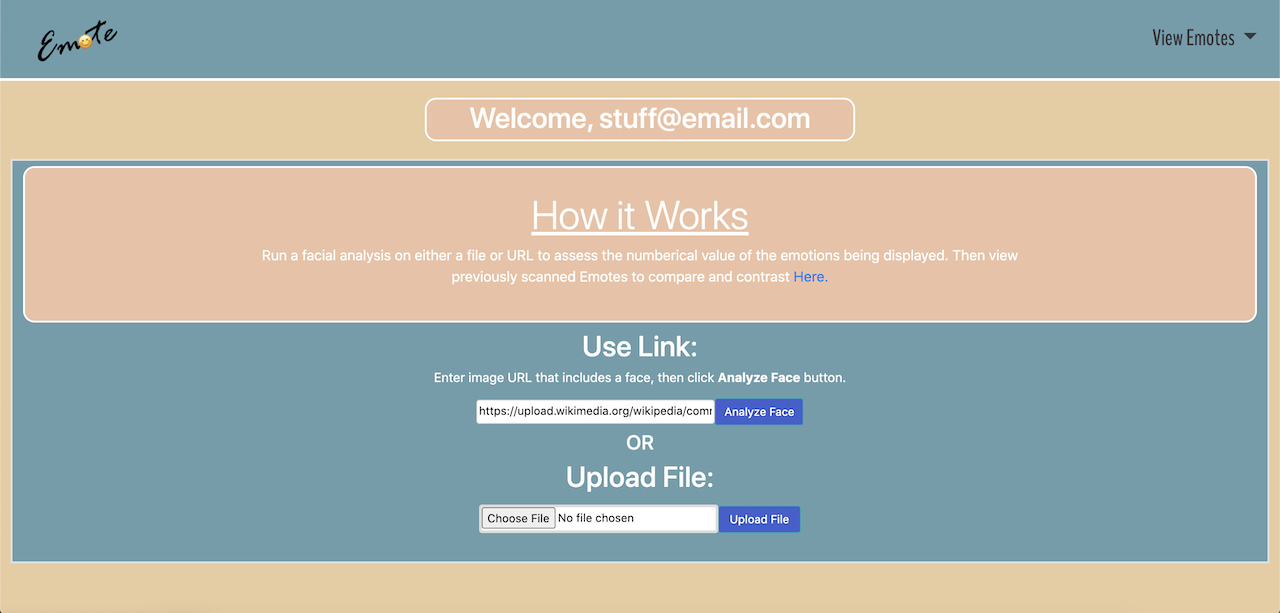 Emote
View Emotes
Welcome, stuff@email.com
How it Works
Run a facial analysis on either a file or URL to assess the numberical value of the emotions being displayed. Then view
previously scanned Emotes to compare and contrast Here.
Use Link:
Enter image URL that includes a face, then click Analyze Face button.
https://upload.wikimedia.org/wikipedia/comm Analyze Face
OR
Upload File:
Choose File No file chosen Upload File